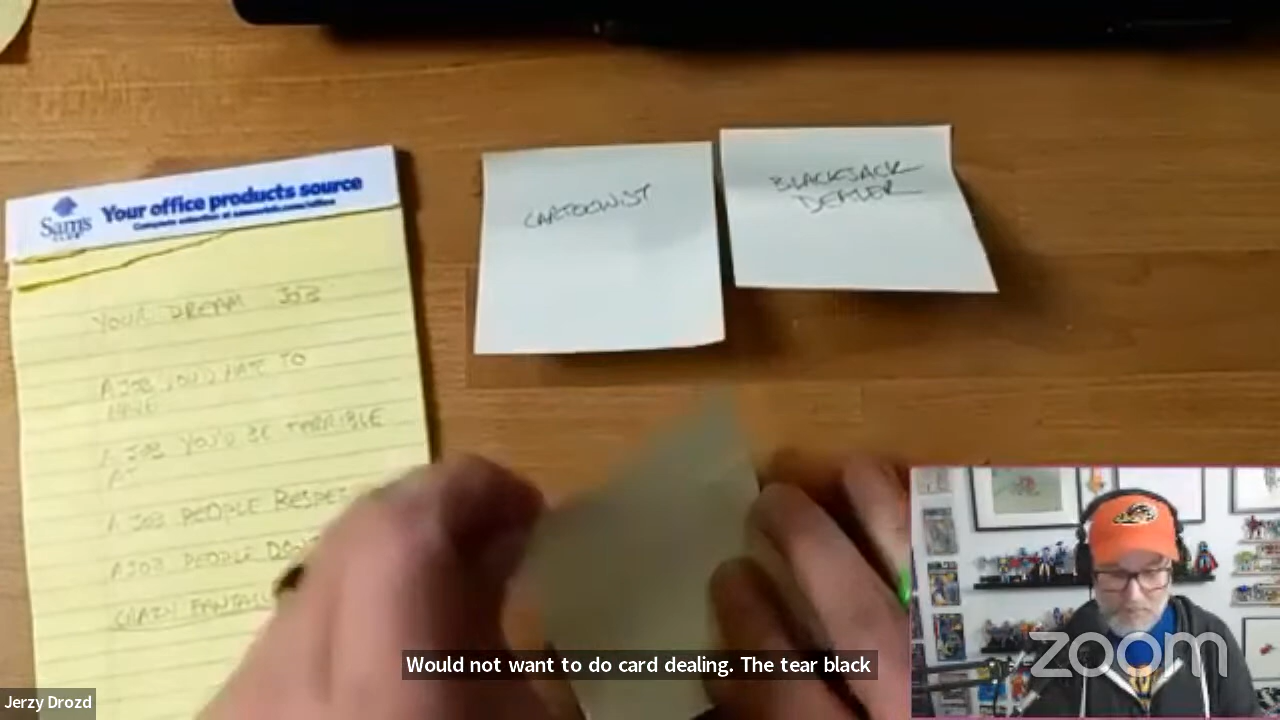 Sam's
CLUB
Your office products source
YOUR DREAM JOB
A JOB YOU'D HATE TO
HAVE
A JOB YOU'D BE TERRIBLE
AT
A JOB PEOPLE
A JOB PEOPLE
CARTOONIST
BLACKJACK
DEALER
zoom
Would not want to do card dealing. The tear black
Jerzy Drozd